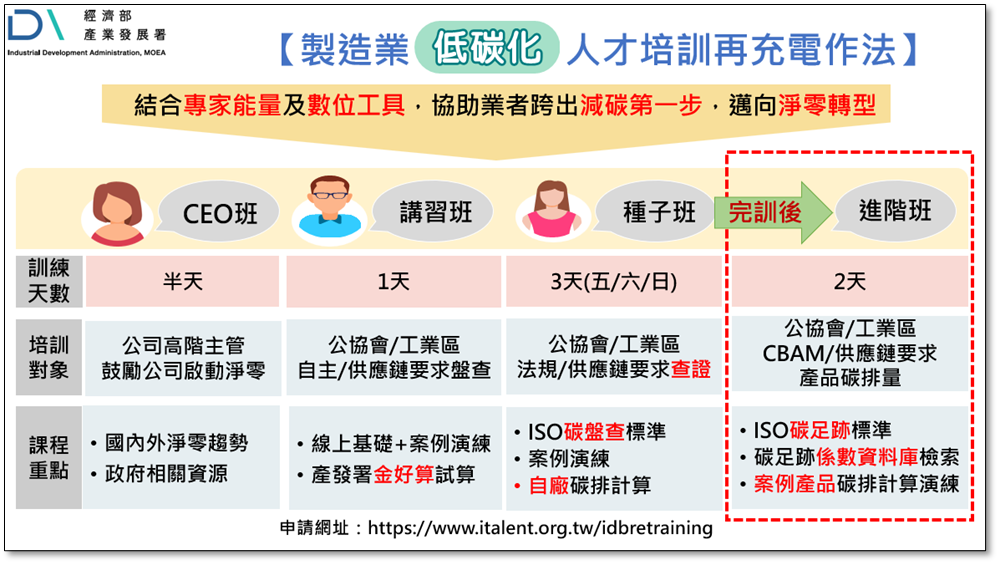 經濟部
產業發展署
Industrial Development Administration, MOEA
【製造業 低碳化 人才培訓再充電作法】
結合專家能量及數位工具，協助業者跨出減碳第一步，邁向淨零轉型
CEO班
講習班
種子班
完訓後
進階班
訓練
天數
半天
1天
3天(五/六/日)
2天
培訓
對象
公司高階主管
鼓勵公司啟動淨零
公協會/工業區
自主/供應鏈要求盤查
公協會/工業區
法規/供應鏈要求查證
公協會/工業區
CBAM/供應鏈要求
產品碳排量
課程
重點
• 國內外淨零趨勢
• 政府相關資源
• 線上基礎+案例演練
• 產發署金好算試算
• ISO碳盤查標準
• 案例演練
• 自廠碳排計算
• ISO碳足跡標準
• 碳足跡係數資料庫檢索
• 案例產品碳排計算演練
申請網址：https://www.italent.org.tw/idbretraining